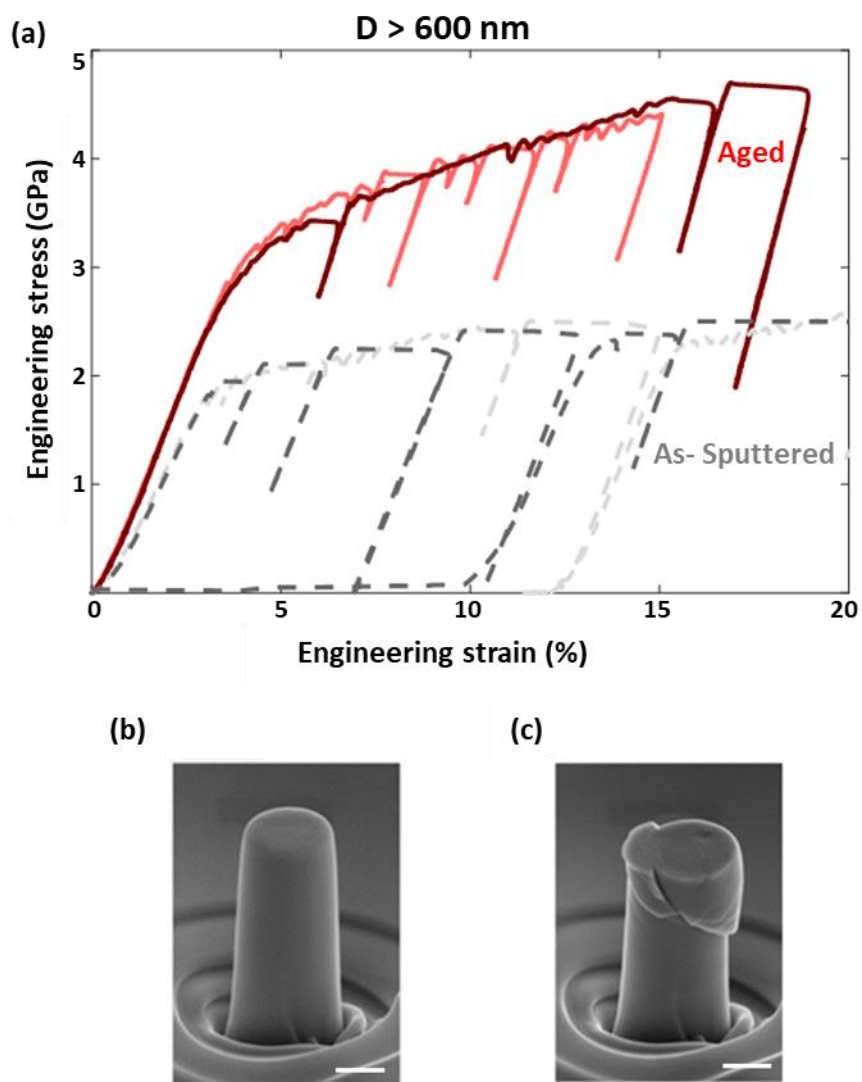 (a)
D > 600 nm
Engineering stress (GPa)
5
4
3
2
1
Aged
As- Sputtered
0
5
10
15
20
Engineering strain (%)
(b)
(c)